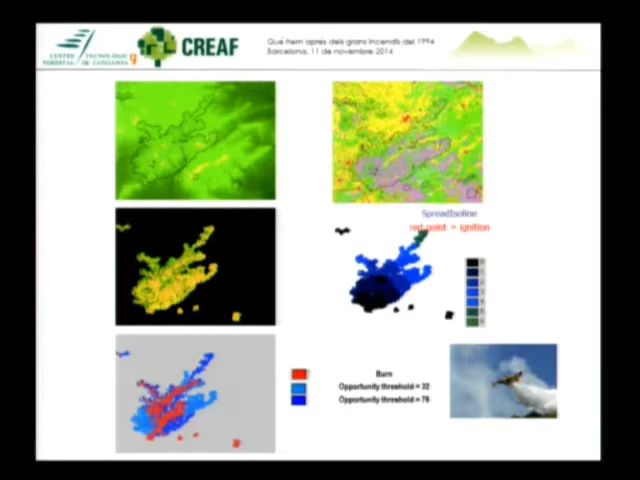 CENTRE TECNOLÒGIC
FORESTAL DE CATALUNYA
CREAF
Què hem après dels grans incendis del 1994
Barcelona, 11 de novembre 2014
SpreadIsoline
red point = ignition
Burn
Opportunity threshold = 32
Opportunity threshold = 78